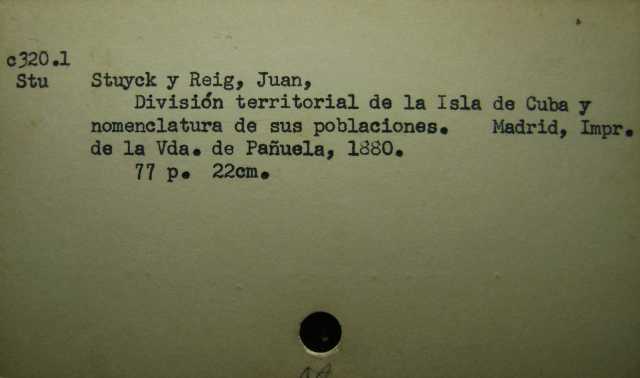 c320.1
Stu Stuyck y Reig, Juan,
División territorial de la Isla de Cuba y
nomenclatura de sus poblaciones. Madrid, Impr.
de la Vda. de Pañuela, 1880.
77 p. 22cm.